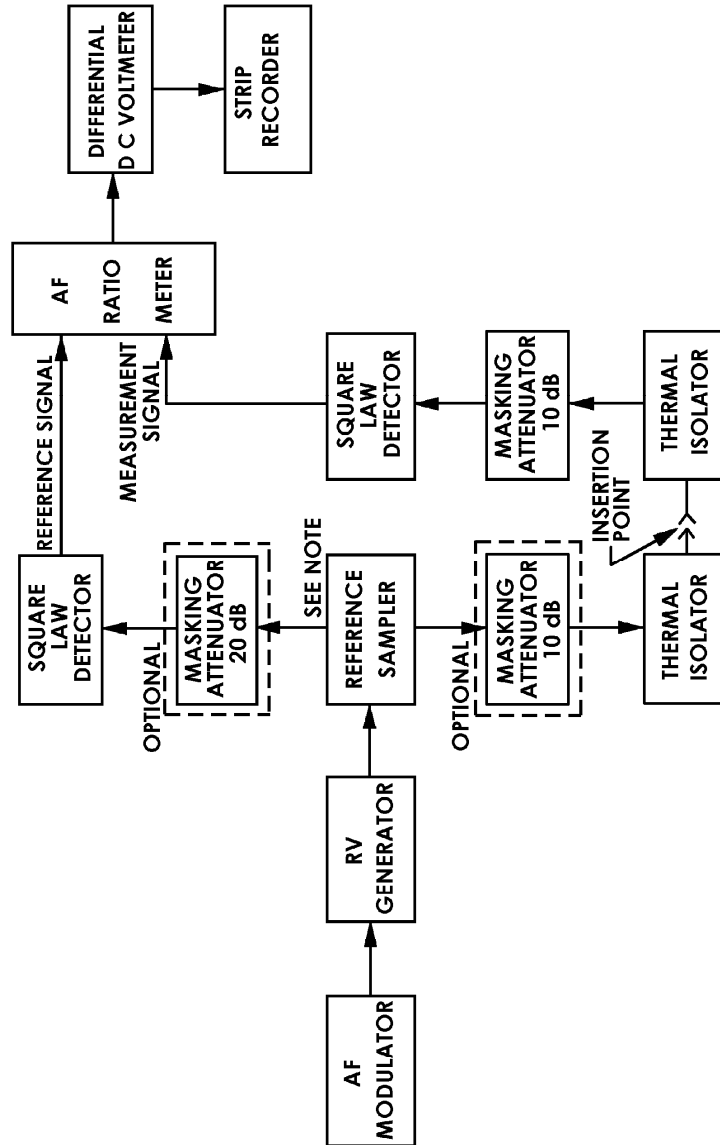 AF
MODULATOR
RV
GENERATOR
REFERENCE
SAMPLER
SEE NOTE
OPTIONAL
MASKING
ATTENUATOR
20 dB
SQUARE
LAW
DETECTOR
REFERENCE SIGNAL
OPTIONAL
MASKING
ATTENUATOR
10 dB
THERMAL
ISOLATOR
INSERTION
POINT
THERMAL
ISOLATOR
MASKING
ATTENUATOR
10 dB
SQUARE
LAW
DETECTOR
MEASUREMENT
SIGNAL
AF
RATIO
METER
DIFFERENTIAL
D C VOLTMETER
STRIP
RECORDER